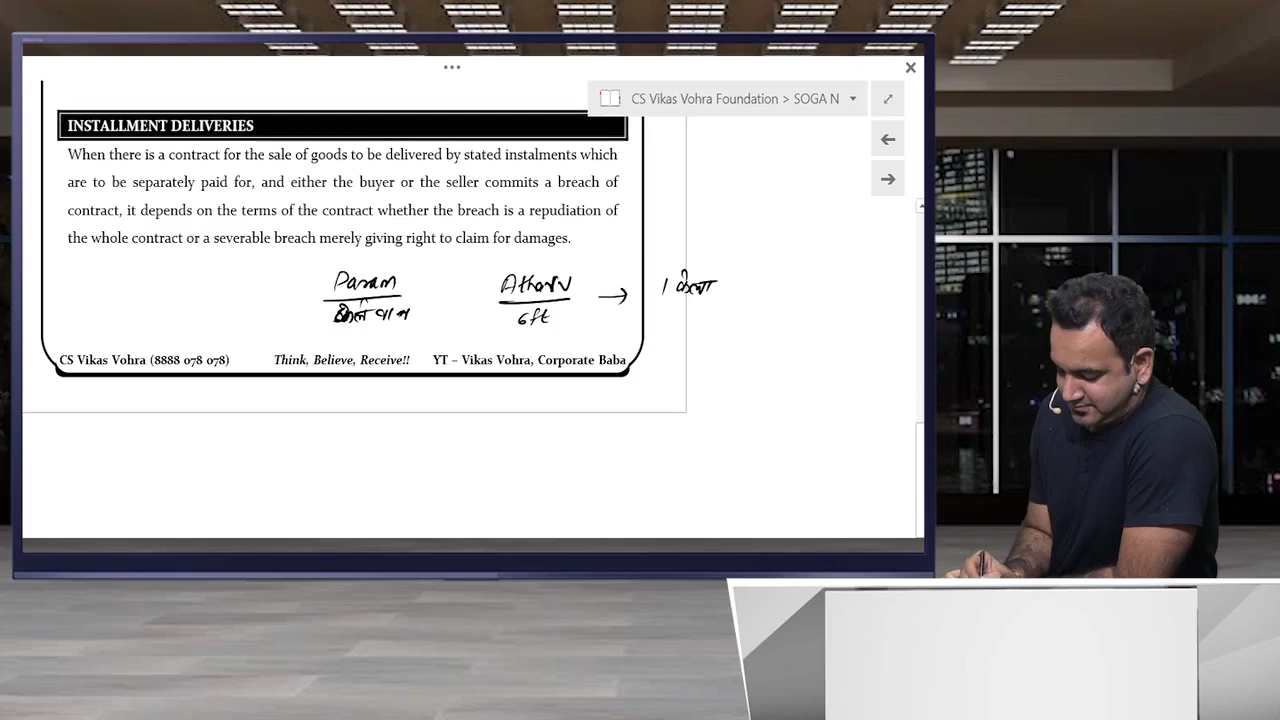 CS Vikas Vohra Foundation > SOGA N
INSTALLMENT DELIVERIES
When there is a contract for the sale of goods to be delivered by stated instalments which
are to be separately paid for, and either the buyer or the seller commits a breach of
contract, it depends on the terms of the contract whether the breach is a repudiation of
the whole contract or a severable breach merely giving right to claim for damages.
Param Atharv → 1 केला
6ft
CS Vikas Vohra (8888 078 078) Think, Believe, Receive!! YT – Vikas Vohra, Corporate Baba